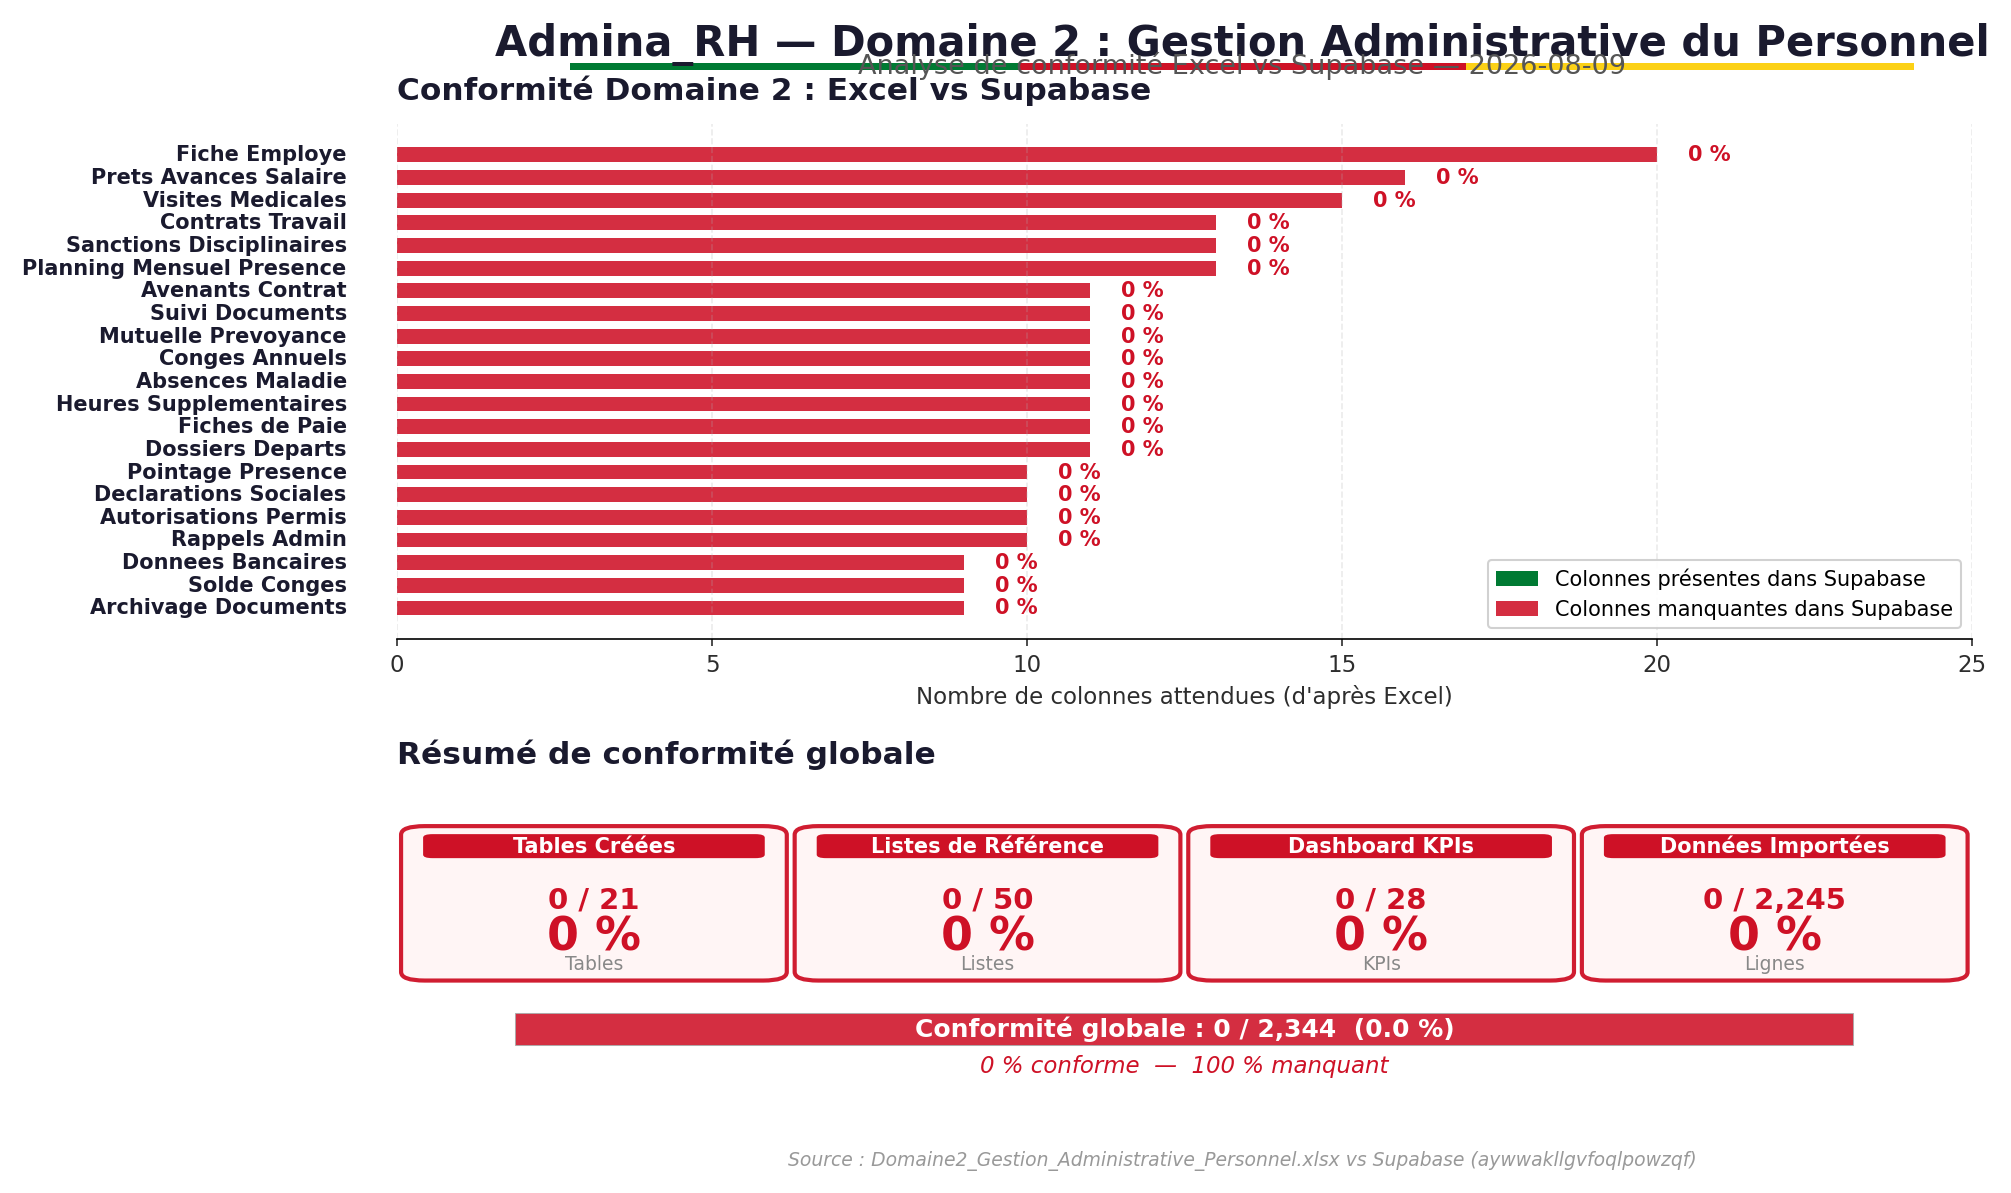 Admina_RH — Domaine 2 : Gestion Administrative du Personnel
Analyse de conformité Excel vs Supabase — 2026-08-09
Conformité Domaine 2 : Excel vs Supabase
Fiche Employe 0 %
Prets Avances Salaire 0 %
Visites Medicales 0 %
Contrats Travail 0 %
Sanctions Disciplinaires 0 %
Planning Mensuel Presence 0 %
Avenants Contrat 0 %
Suivi Documents 0 %
Mutuelle Prevoyance 0 %
Conges Annuels 0 %
Absences Maladie 0 %
Heures Supplementaires 0 %
Fiches de Paie 0 %
Dossiers Departs 0 %
Pointage Presence 0 %
Declarations Sociales 0 %
Autorisations Permis 0 %
Rappels Admin 0 %
Donnees Bancaires 0 %
Solde Conges 0 %
Archivage Documents 0 %
Colonnes présentes dans Supabase
Colonnes manquantes dans Supabase
0 5 10 15 20 25
Nombre de colonnes attendues (d'après Excel)
Résumé de conformité globale
Tables Créées
0 / 21
0 %
Tables
Listes de Référence
0 / 50
0 %
Listes
Dashboard KPIs
0 / 28
0 %
KPIs
Données Importées
0 / 2,245
0 %
Lignes
Conformité globale : 0 / 2,344 (0.0 %)
0 % conforme — 100 % manquant
Source : Domaine2_Gestion_Administrative_Personnel.xlsx vs Supabase (aywwakllgvfoqlpowzqf)